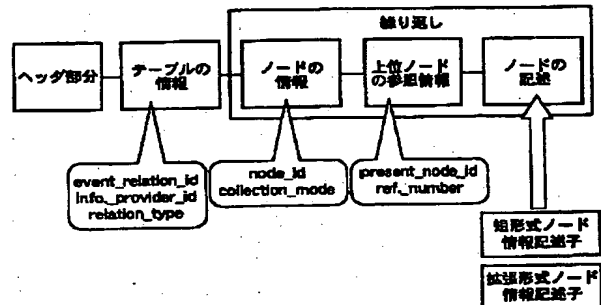 繰り返し
ヘッダ部分
テーブルの
情報
ノードの
情報
上位ノード
の参照情報
ノードの
記述
event_relation_id
info._provider_id
relation_type
node_id
collection_mode
present_node_id
ref._number
短形式ノード
情報記述子
拡張形式ノード
情報記述子